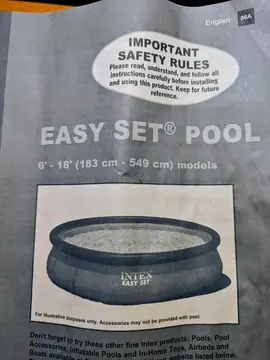 English
86A
IMPORTANT
SAFETY RULES
Please read, understand, and follow all
instructions carefully before installing
and using this product. Keep for future
reference.
EASY SET® POOL
6' - 18' (183 cm - 549 cm) models
INTEX
EASY SET
For illustrative purposes only. Accessories may not be provided with pool.
Don't forget to try these other fine Intex products: Pools, Pool
Accessories, Inflatable Pools and In-Home Toys, Airbeds and
Boats available at website listed below.